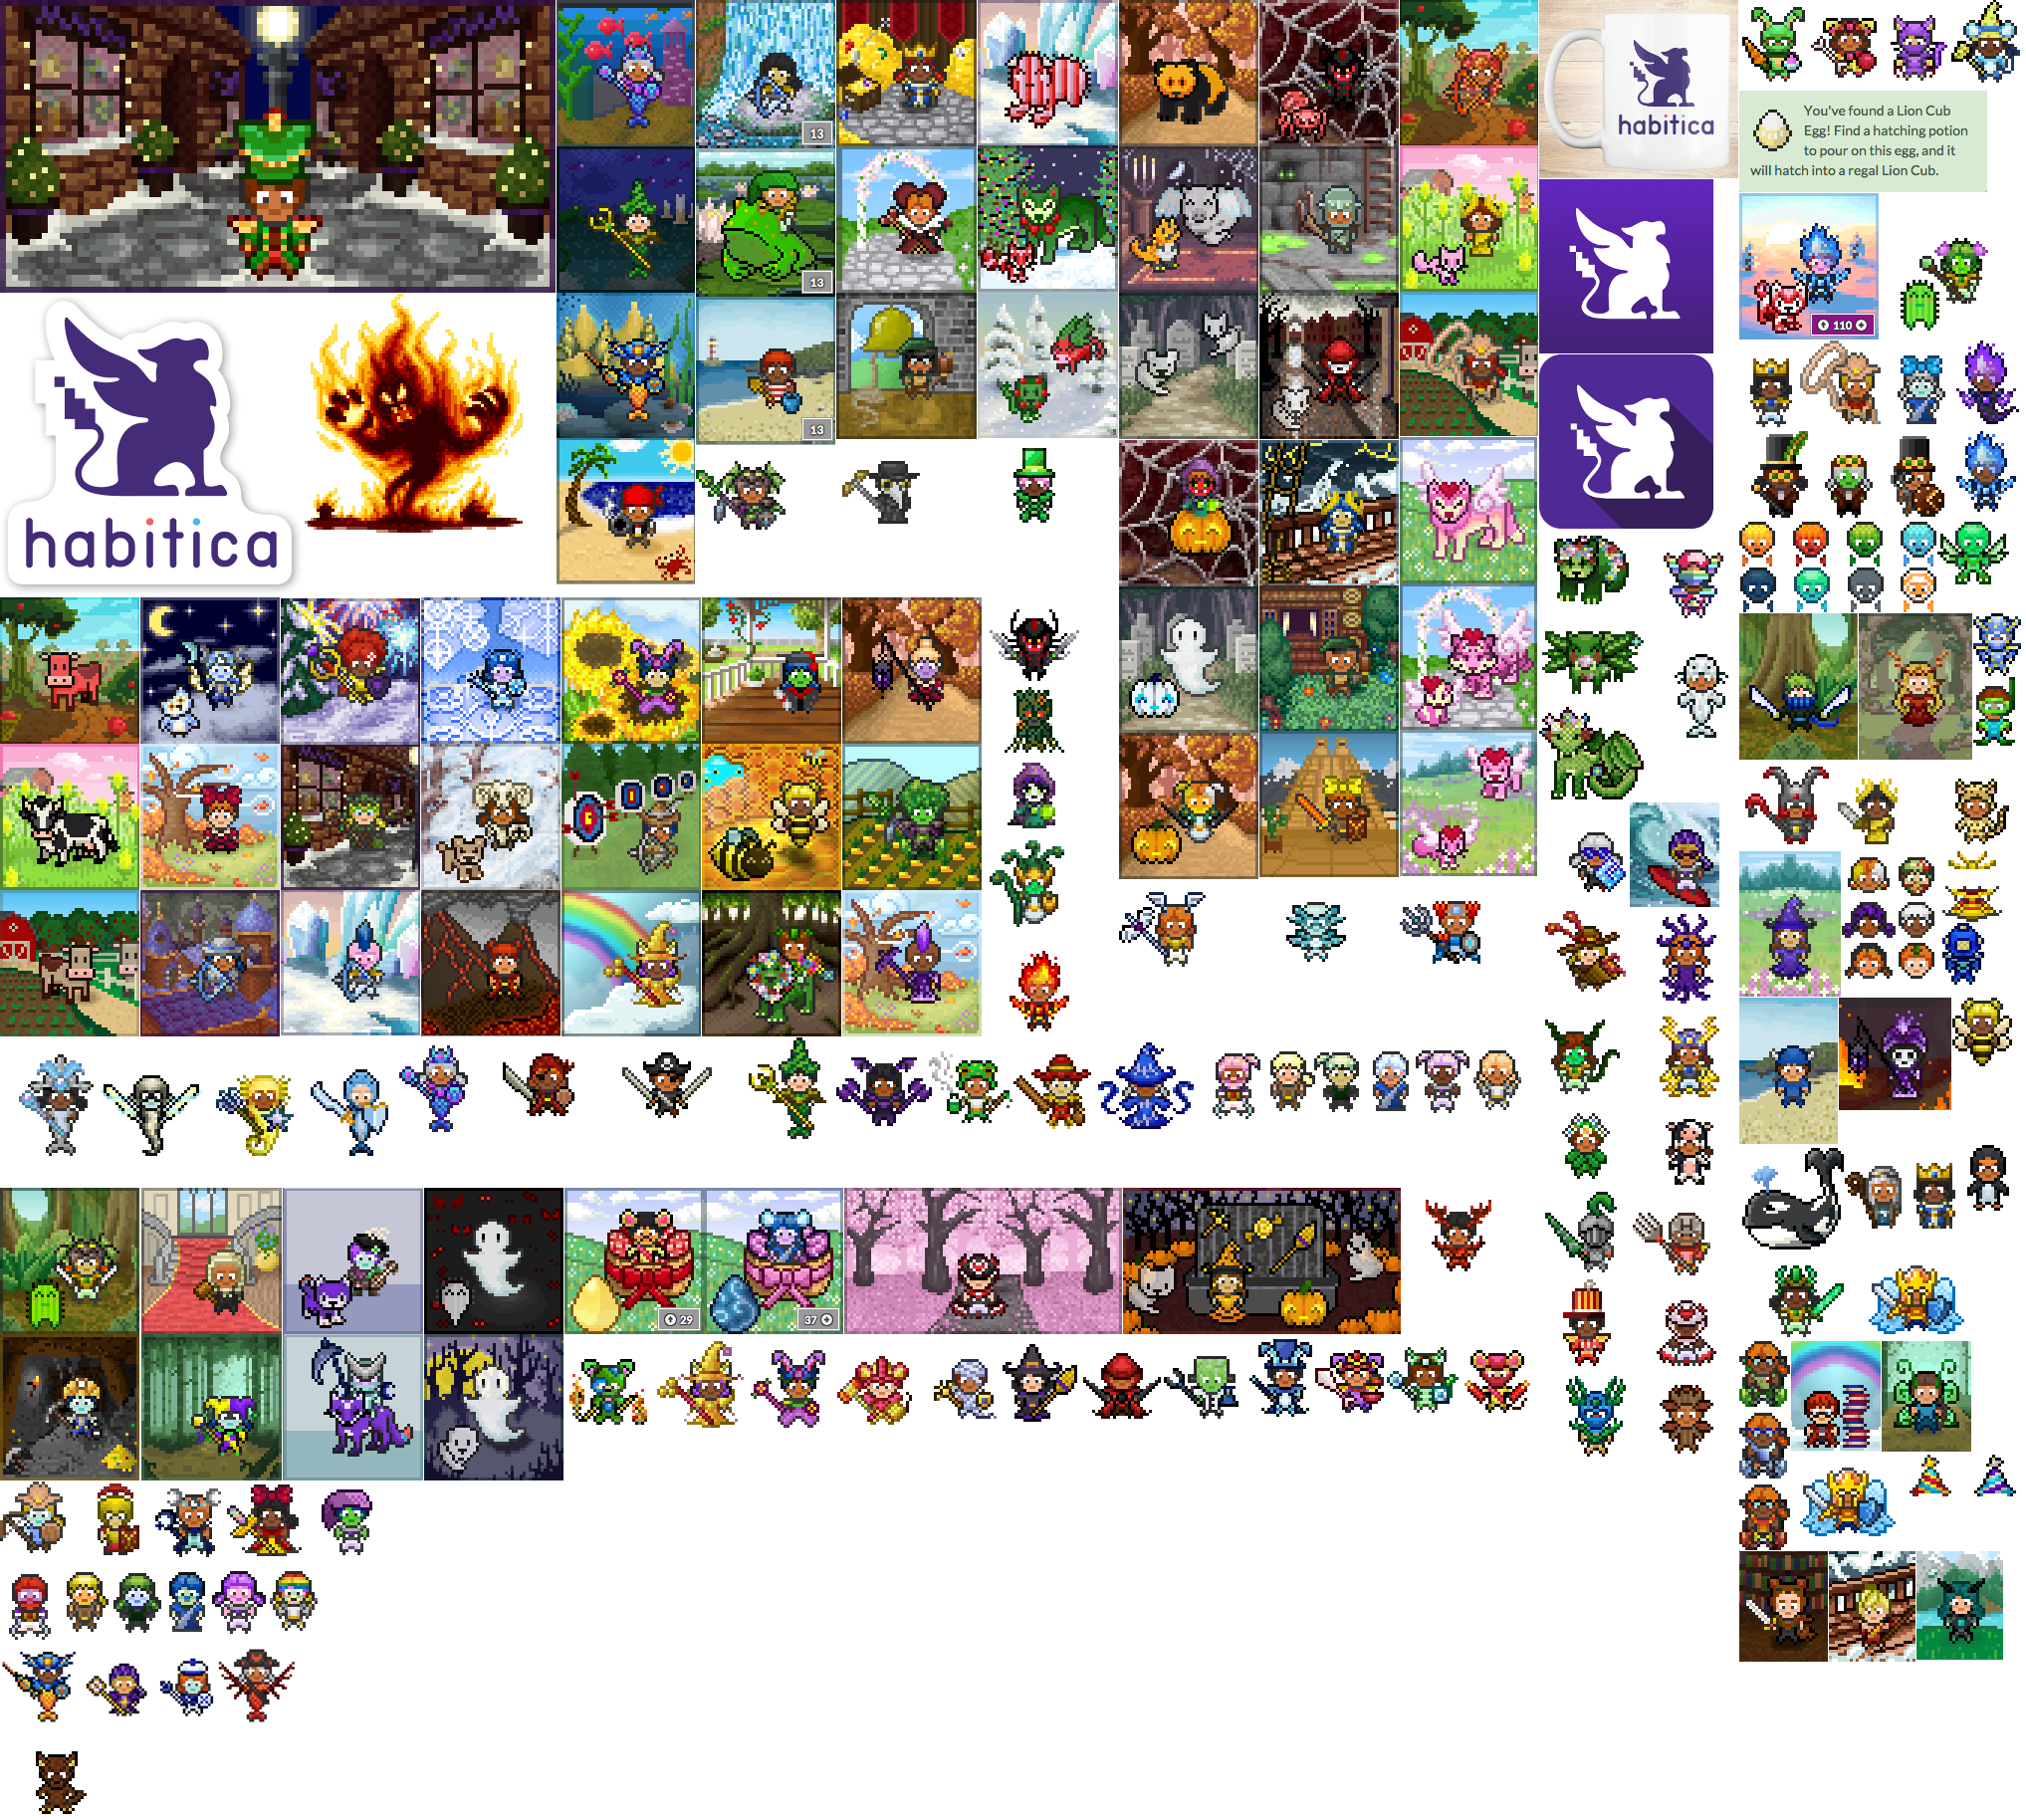 13
13
13
habitica
habitica
You've found a Lion Cub
Egg! Find a hatching potion
to pour on this egg, and it
will hatch into a regal Lion Cub.
110
29
37